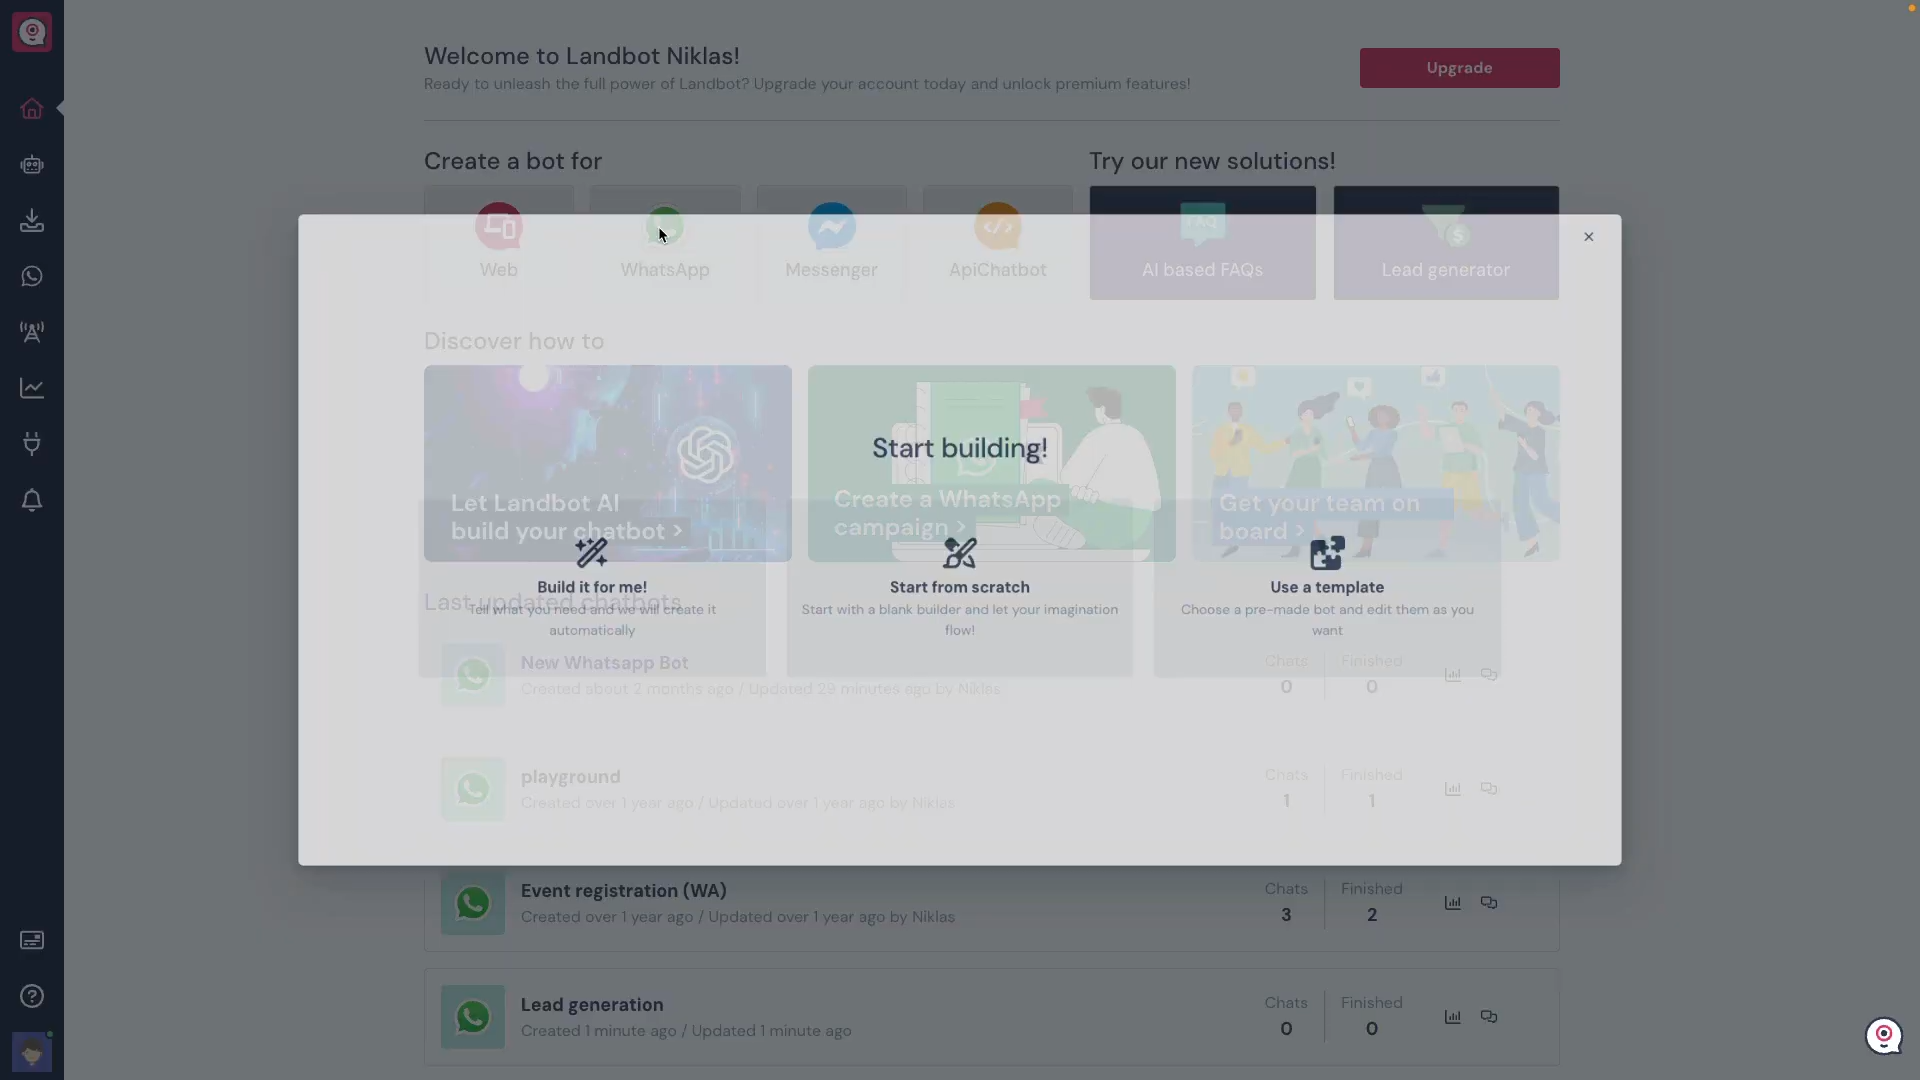 Welcome to Landbot Niklas!
Ready to unleash the full power of Landbot? Upgrade your account today and unlock premium features!
Upgrade
Create a bot for
Try our new solutions!
Web
WhatsApp
Messenger
ApiChatbot
FAQ
AI based FAQs
$
Lead generator
Discover how to
Let Landbot AI
build your chatbot >
Create a WhatsApp
campaign >
Get your team on
board >
Start building!
Build it for me!
Tell what you need and we will create it
automatically
Start from scratch
Start with a blank builder and let your imagination
flow!
Use a template
Choose a pre-made bot and edit them as you
want
Last updated chatbots
New Whatsapp Bot
Created about 2 months ago / Updated 29 minutes ago by Niklas
Chats
0
Finished
0
playground
Created over 1 year ago / Updated over 1 year ago by Niklas
Chats
1
Finished
1
Event registration (WA)
Created over 1 year ago / Updated over 1 year ago by Niklas
Chats
3
Finished
2
Lead generation
Created 1 minute ago / Updated 1 minute ago
Chats
0
Finished
0